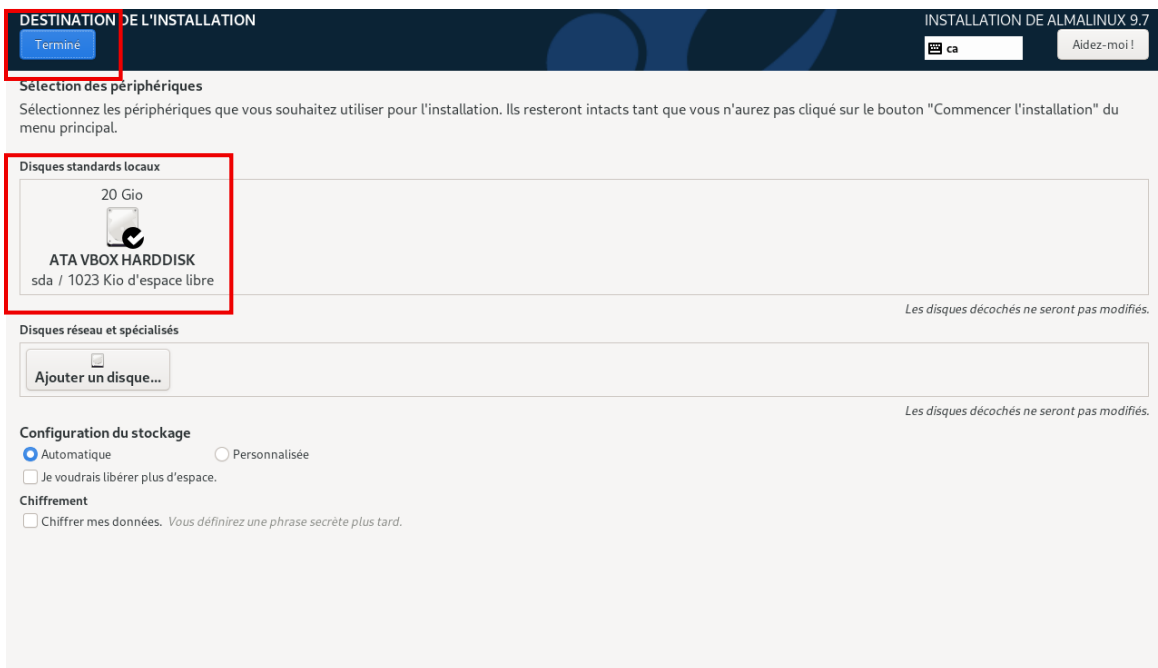 DESTINATION DE L'INSTALLATION
INSTALLATION DE ALMALINUX 9.7
Terminé
ca
Aidez-moi !
Sélection des périphériques
Sélectionnez les périphériques que vous souhaitez utiliser pour l'installation. Ils resteront intacts tant que vous n'aurez pas cliqué sur le bouton "Commencer l'installation" du
menu principal.
Disques standards locaux
20 Gio
ATA VBOX HARDDISK
sda / 1023 Kio d'espace libre
Les disques décochés ne seront pas modifiés.
Disques réseau et spécialisés
Ajouter un disque...
Les disques décochés ne seront pas modifiés.
Configuration du stockage
Automatique
Personnalisée
Je voudrais libérer plus d'espace.
Chiffrement
Chiffrer mes données. Vous définirez une phrase secrète plus tard.